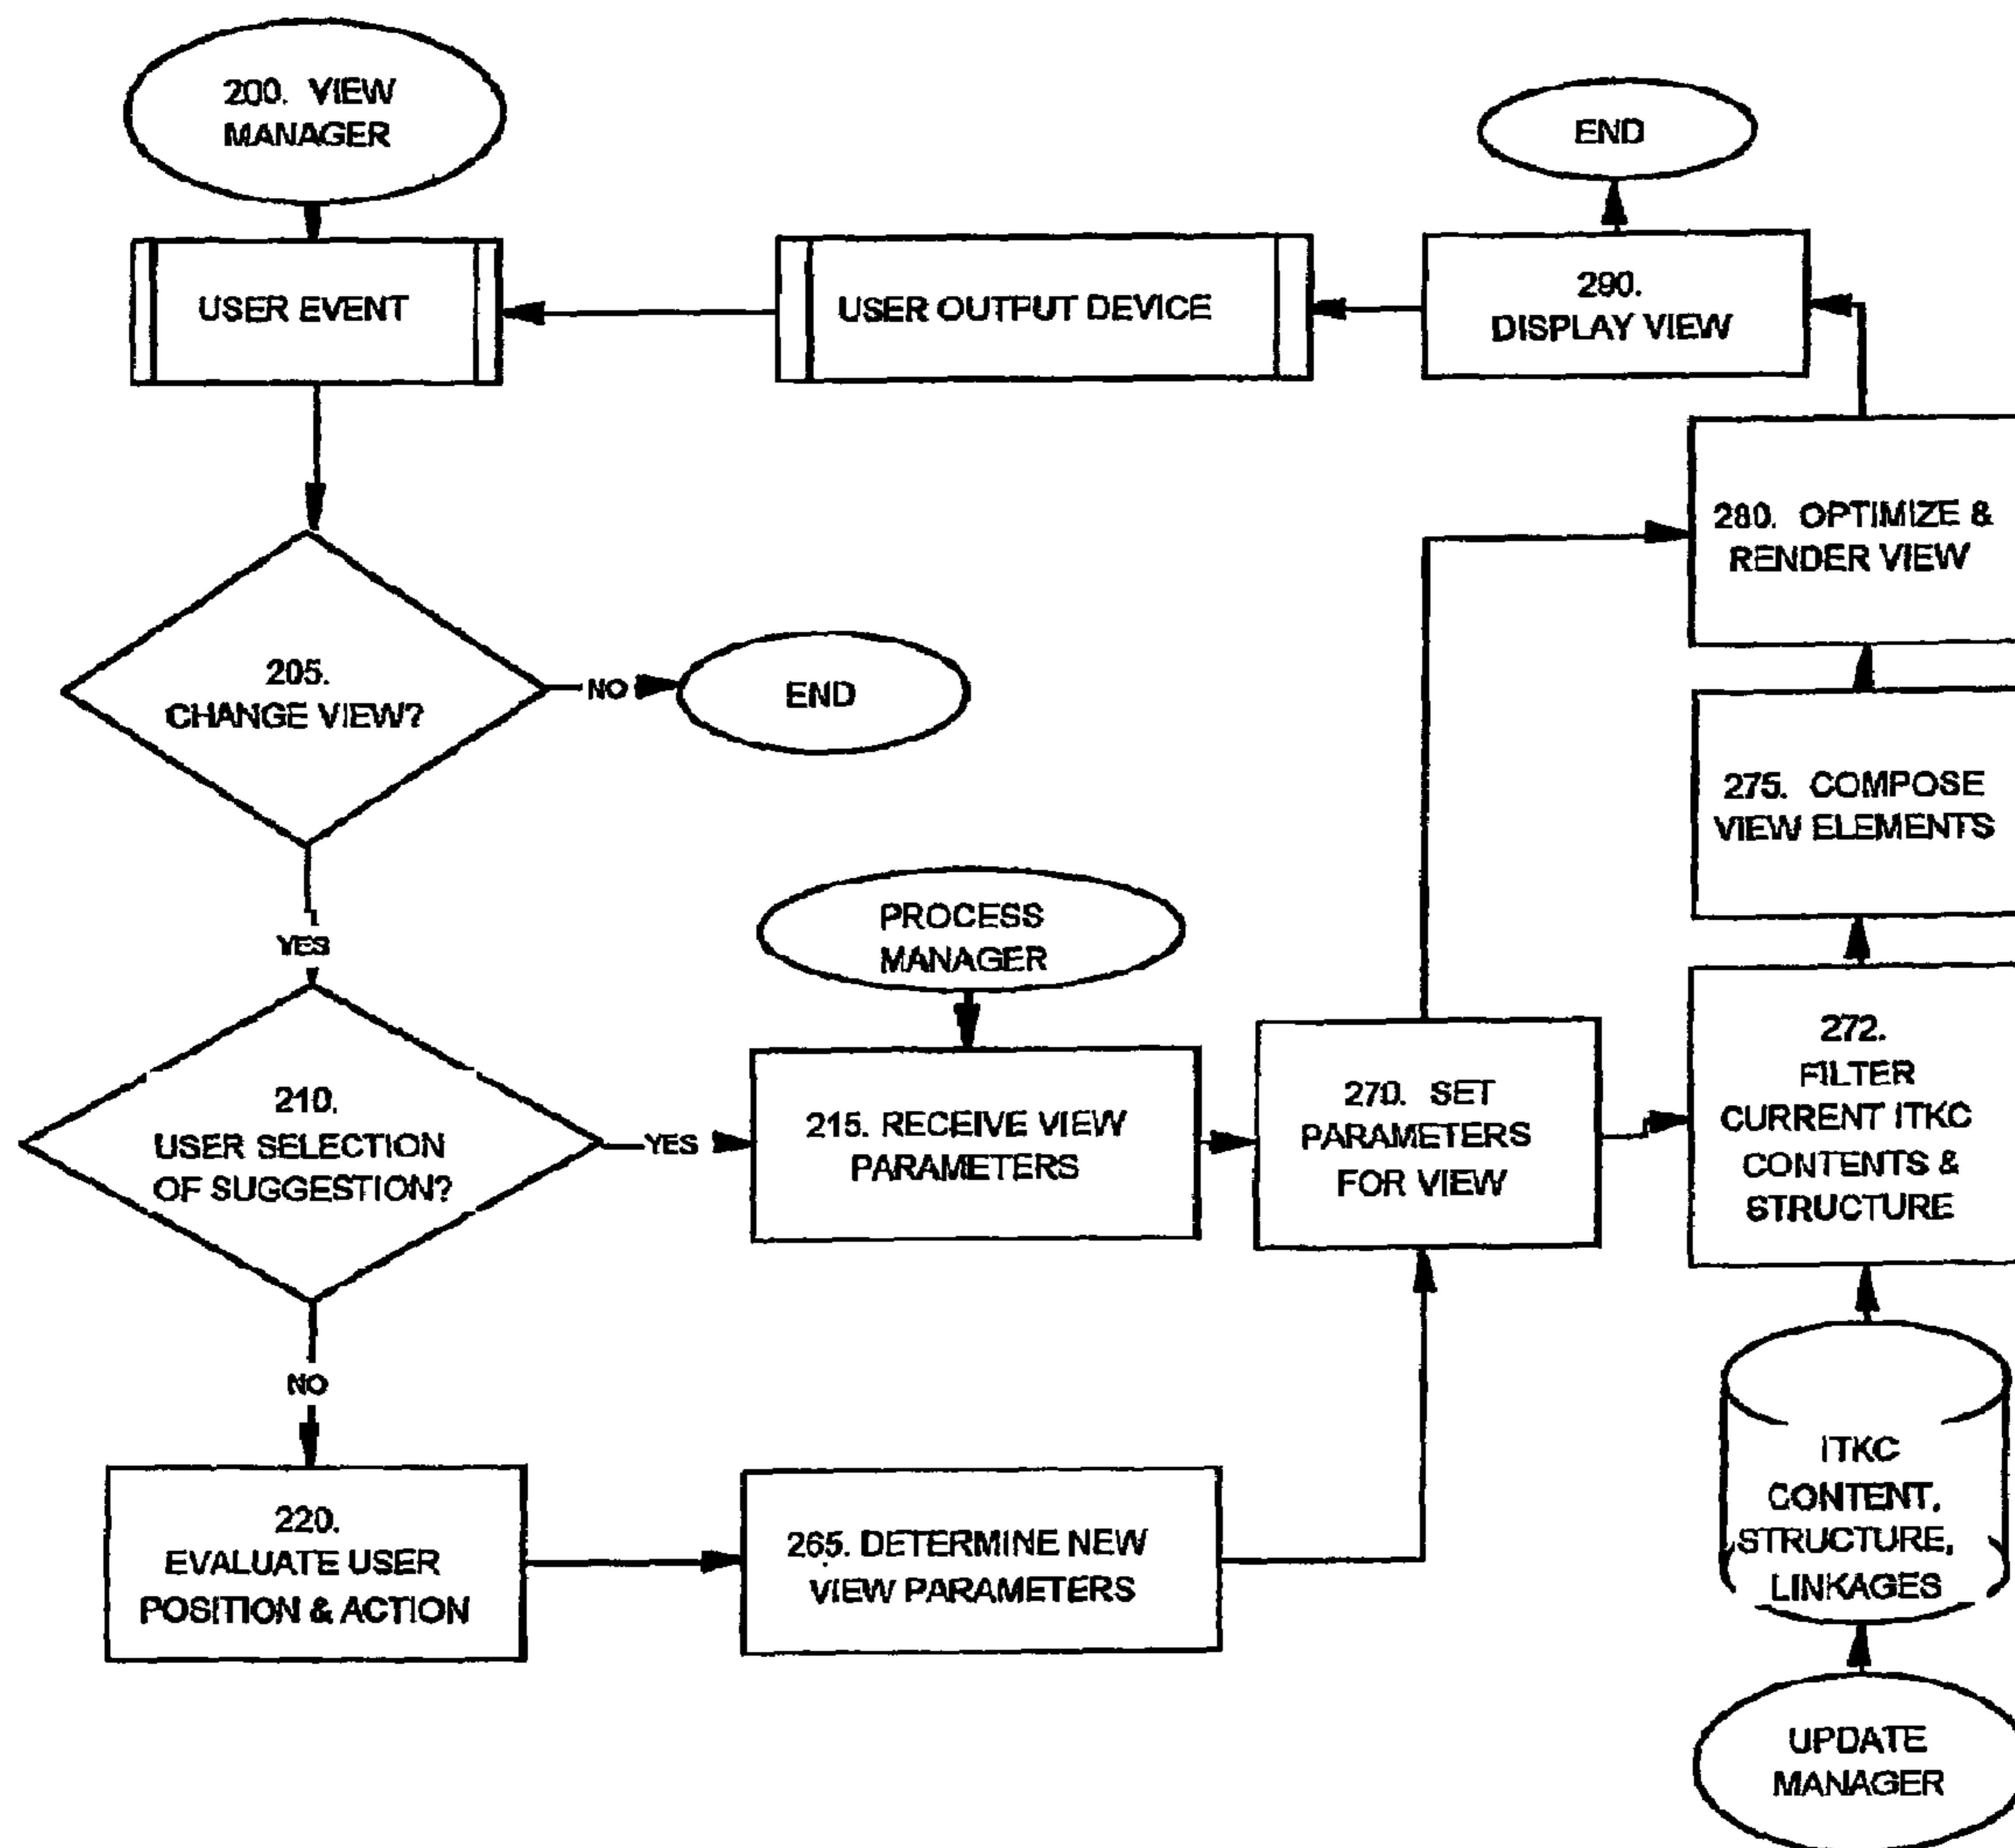 200. VIEW
MANAGER
END
USER EVENT
USER OUTPUT DEVICE
290.
DISPLAY VIEW
280. OPTIMIZE &
RENDER VIEW
205.
CHANGE VIEW?
NO
END
275. COMPOSE
VIEW ELEMENTS
YES
PROCESS
MANAGER
210.
USER SELECTION
OF SUGGESTION?
YES
215. RECEIVE VIEW
PARAMETERS
270. SET
PARAMETERS
FOR VIEW
272.
FILTER
CURRENT ITKC
CONTENTS &
STRUCTURE
NO
220.
EVALUATE USER
POSITION & ACTION
265. DETERMINE NEW
VIEW PARAMETERS
ITKC
CONTENT,
STRUCTURE,
LINKAGES
UPDATE
MANAGER